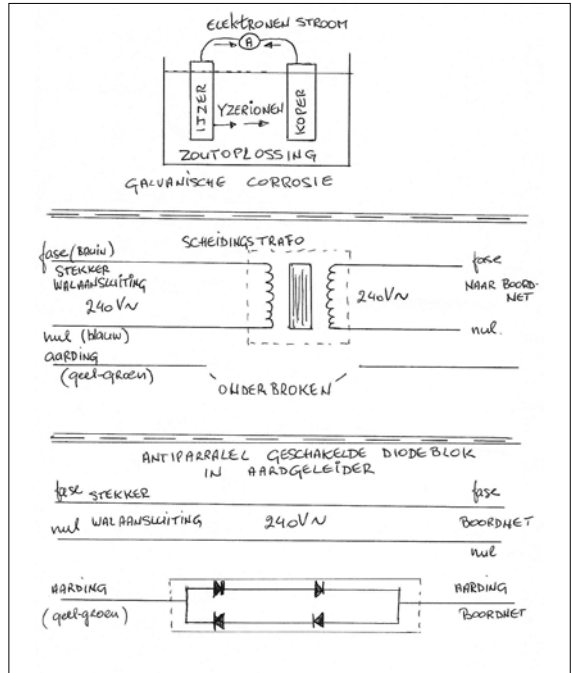 ELEKTRONEN STROOM
A
IJZER
YZERIONEN
KOPER
ZOUTOPLOSSING
GALVANISCHE CORROSIE
SCHEIDINGSTRAFO
fase (BRUIN)
fase
STEKKER
WALAANSLUITING
NAAR BOORD-
NET
240V~
240V~
nul (blauw)
nul.
AARDING
(geel-groen)
ONDERBROKEN
ANTIPARRALEL GESCHAKELDE DIODEBLOK
IN AARDGELEIDER
fase STEKKER
fase
nul WALAANSLUITING 240V~
BOORDNET
nul
AARDING
AARDING
(geel-groen)
BOORDNET